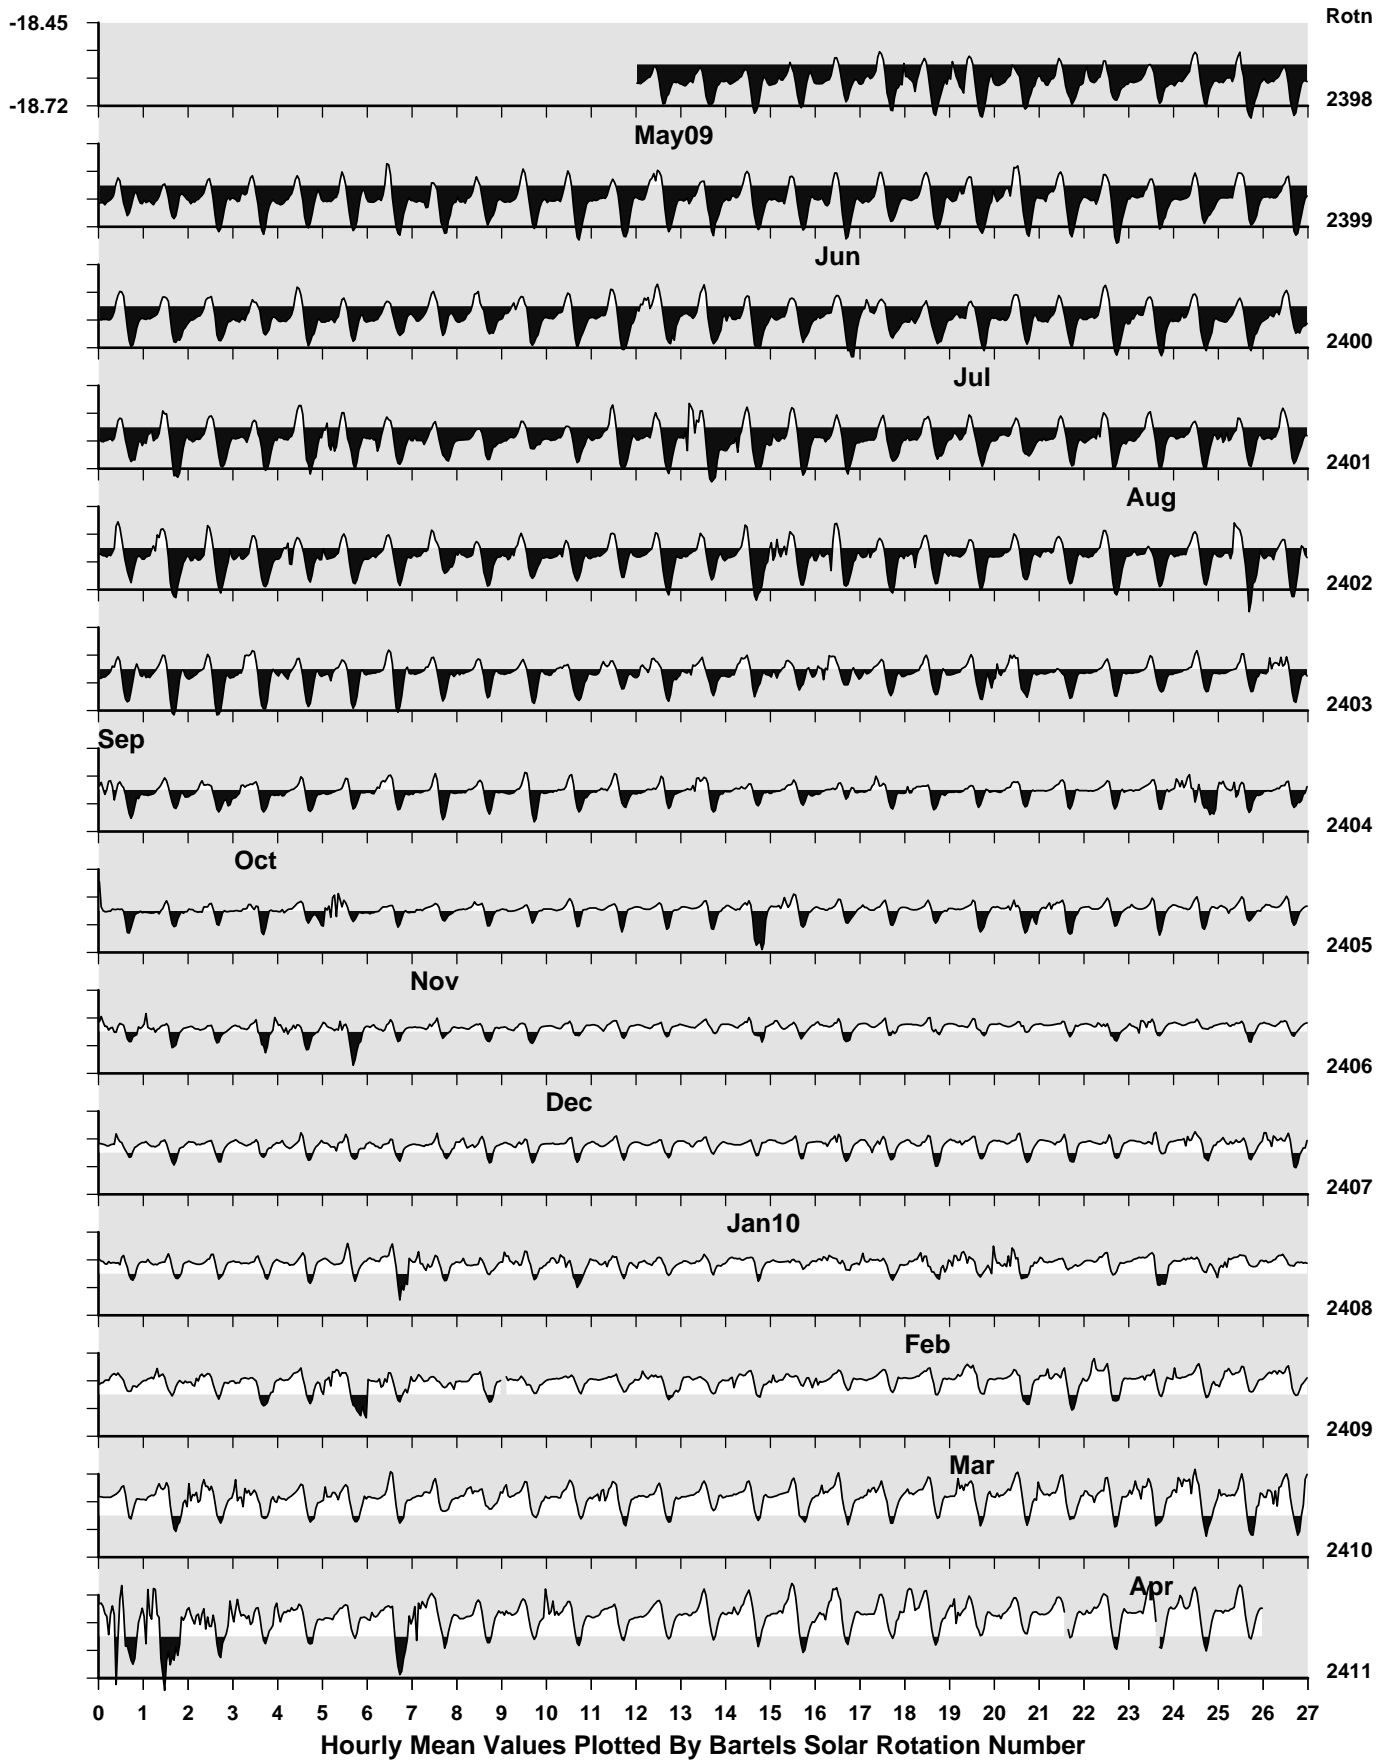 -18.45
Rotn
-18.72
2398
May09
2399
Jun
2400
Jul
2401
Aug
2402
2403
Sep
2404
Oct
2405
Nov
2406
Dec
2407
Jan10
2408
Feb
2409
Mar
2410
Apr
2411
0 1 2 3 4 5 6 7 8 9 10 11 12 13 14 15 16 17 18 19 20 21 22 23 24 25 26 27
Hourly Mean Values Plotted By Bartels Solar Rotation Number